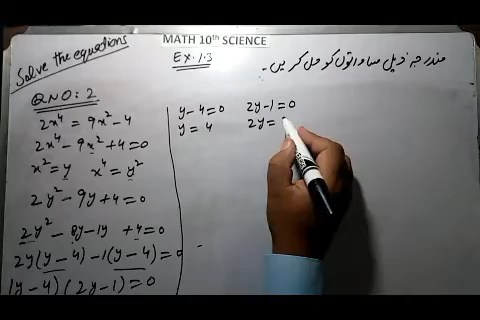 MATH 10th SCIENCE
Solve the equations
EX.1.3
مندرجہ ذیل مساواتوں کو حل کریں۔
Q.NO: 2
2x⁴ = 9x² - 4
2x⁴ - 9x² + 4 = 0
x² = y x⁴ = y²
2y² - 9y + 4 = 0
2y² - 8y - 1y + 4 = 0
2y(y - 4) - 1(y - 4) = 0
(y - 4) (2y - 1) = 0
y - 4 = 0 2y - 1 = 0
y = 4 2y =